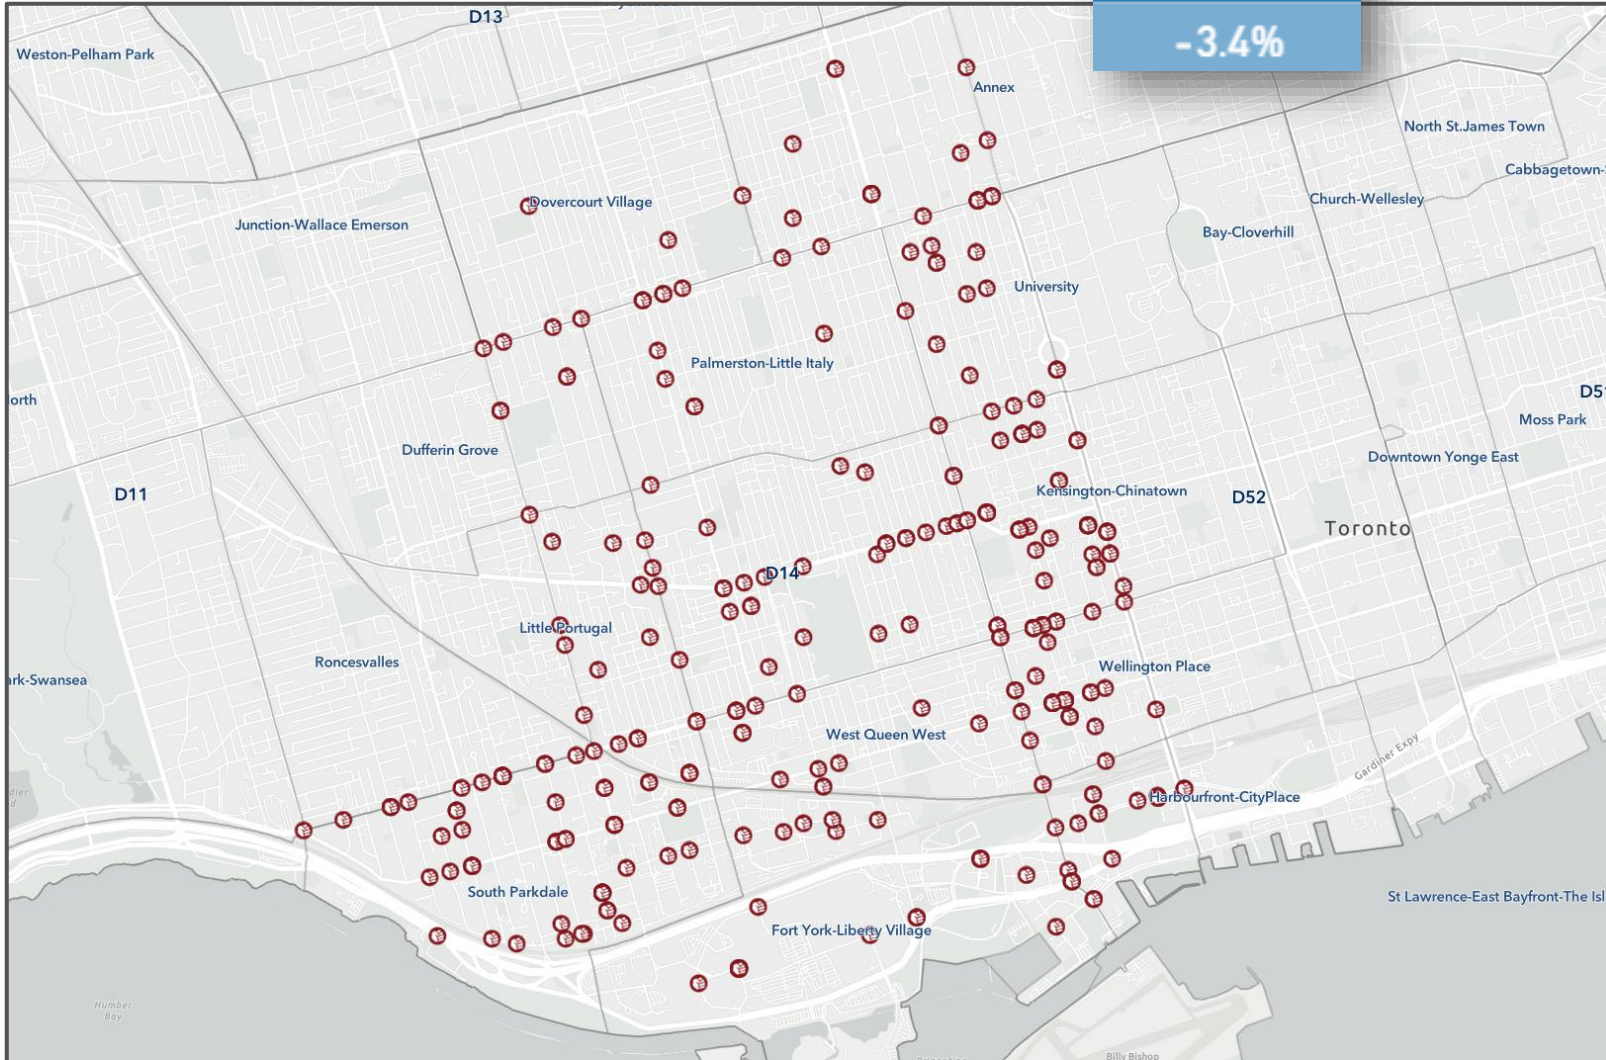 D13
-3.4%
Weston-Pelham Park
Annex
North St.James Town
Cabbagetown-
Dovercourt Village
Church-Wellesley
Junction-Wallace Emerson
Bay-Cloverhill
University
Palmerston-Little Italy
D5
orth
Moss Park
Dufferin Grove
Downtown Yonge East
D11
Kensington-Chinatown
D52
Toronto
D14
Little Portugal
Roncesvalles
Wellington Place
ark-Swansea
West Queen West
Gardiner Expy
Harbourfront-CityPlace
South Parkdale
St Lawrence-East Bayfront-The Isl
Fort York-Liberty Village
Humber
Bay
Billy Bishop